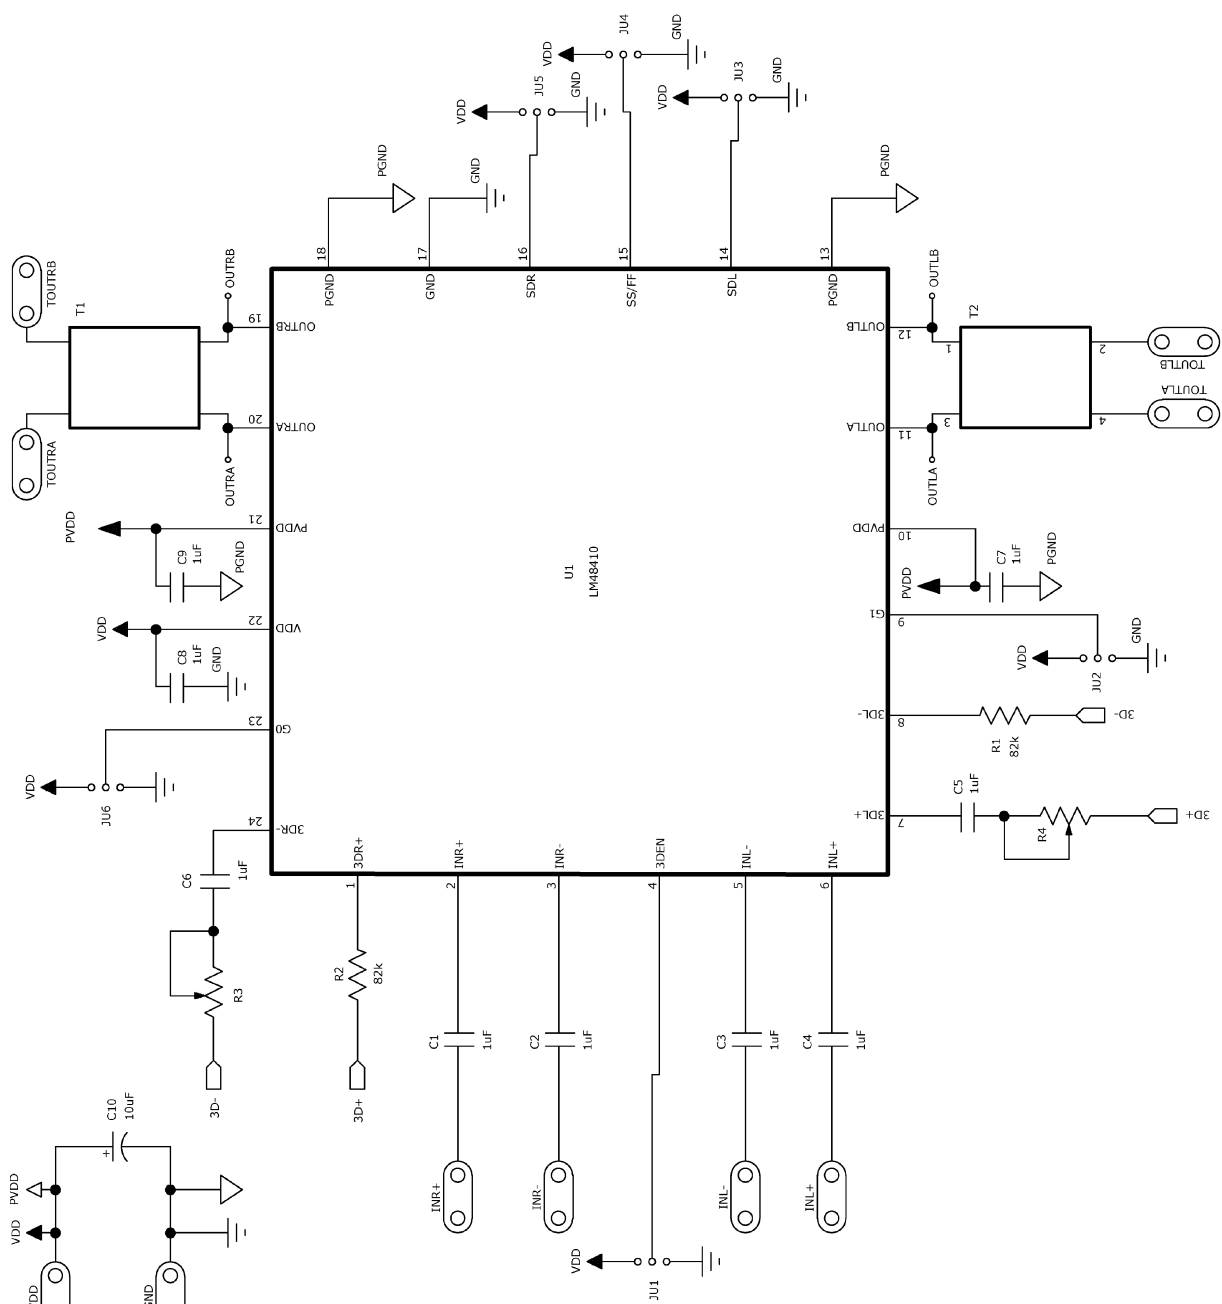 JU4
GND
VDD
JU5
GND
VDD
JU3
GND
VDD
PGND
GND
PGND
18
17
16
15
14
13
PGND
GND
SDR
SS/FF
SDL
PGND
TOUTRB
T1
OUTRB
19
OUTRB
OUTLB
12
OUTLB
T2
1
2
TOUTLB
TOUTRA
OUTRA
20
OUTRA
OUTLA
11
OUTLA
3
4
TOUTLA
PVDD
21
PVDD
C9
1uF
PGND
U1
LM48410
PVDD
10
PVDD
C7
1uF
PGND
VDD
22
VDD
C8
1uF
GND
G1
9
VDD
JU2
GND
23
G0
VDD
JU6
3DL-
8
R1
82k
3D-
24
3DR-
C6
1uF
R3
3D-
3DL+
7
C5
1uF
R4
3D+
3DR+
INR+
INR-
3DEN
INL-
INL+
1
2
3
4
5
6
R2
82k
3D+
C1
1uF
C2
1uF
C3
1uF
C4
1uF
INR+
INR-
INL-
INL+
VDD
JU1
PVDD
VDD
+
C10
10uF